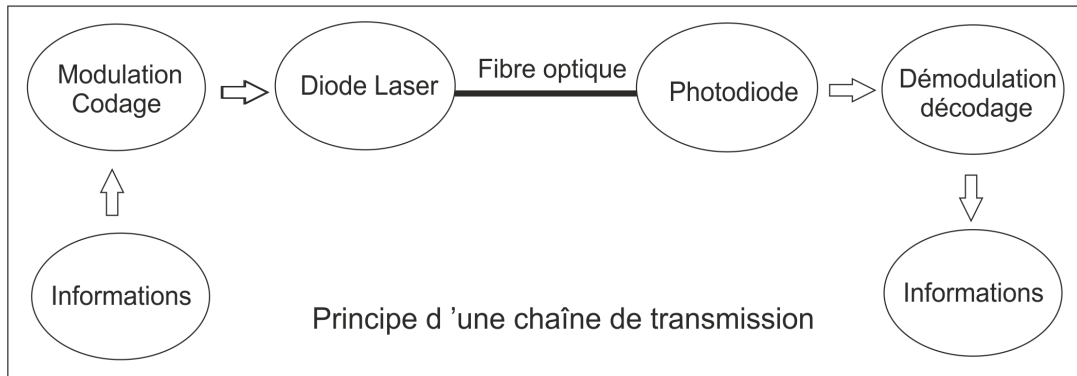 Modulation
Codage
Diode Laser
Fibre optique
Photodiode
Démodulation
décodage
Informations
Informations
Principe d ’une chaîne de transmission